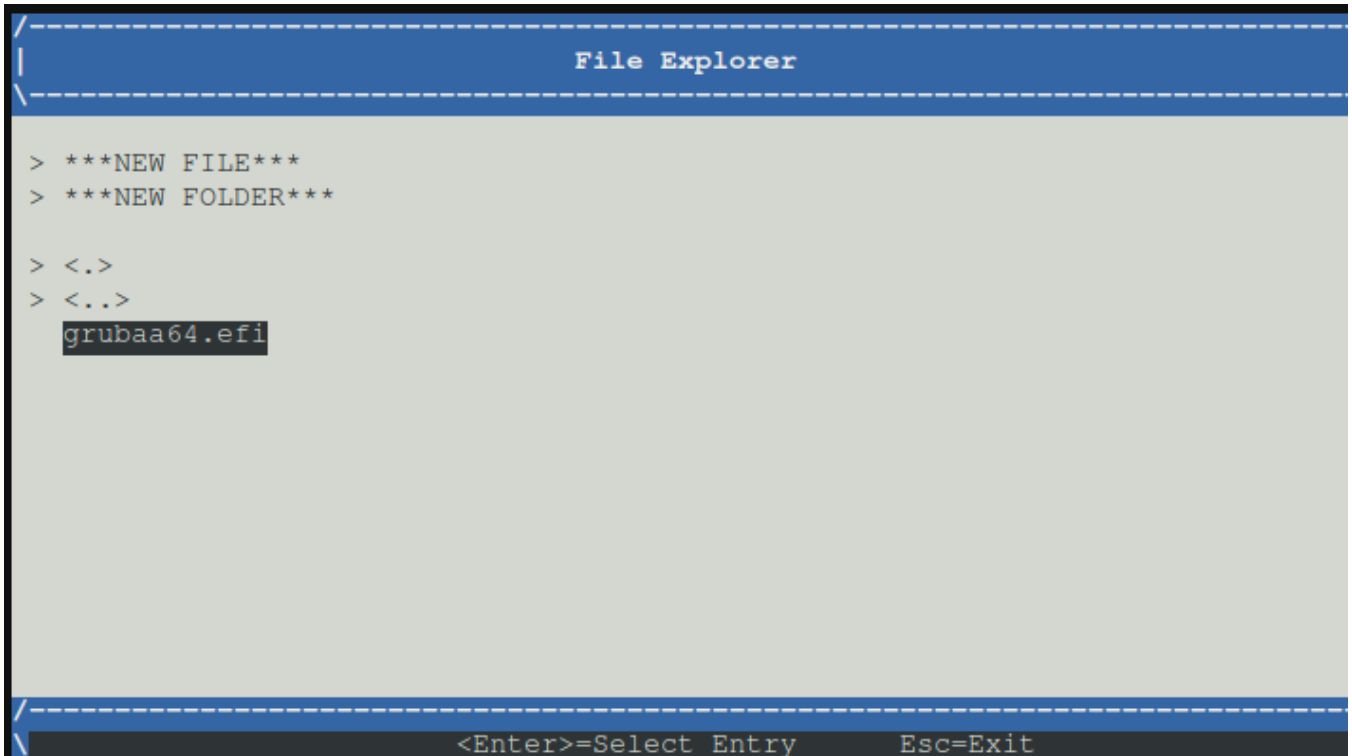 File Explorer
> ***NEW FILE***
> ***NEW FOLDER***
> <.>
> <..>
grubaa64.efi
<Enter>=Select Entry Esc=Exit